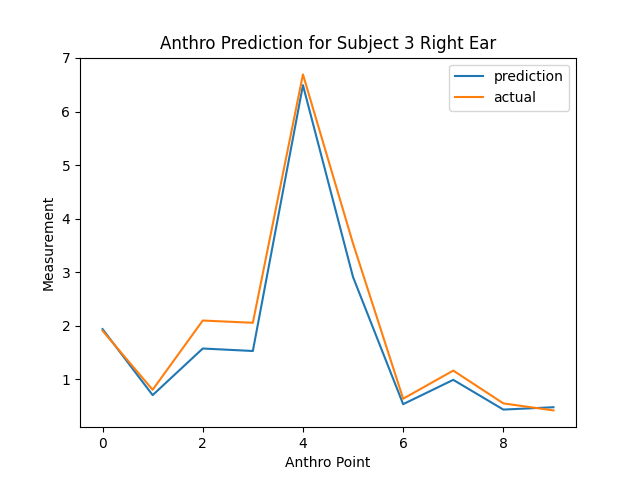 Anthro Prediction for Subject 3 Right Ear
prediction
actual
7
6
5
4
3
2
1
Measurement
0 2 4 6 8
Anthro Point